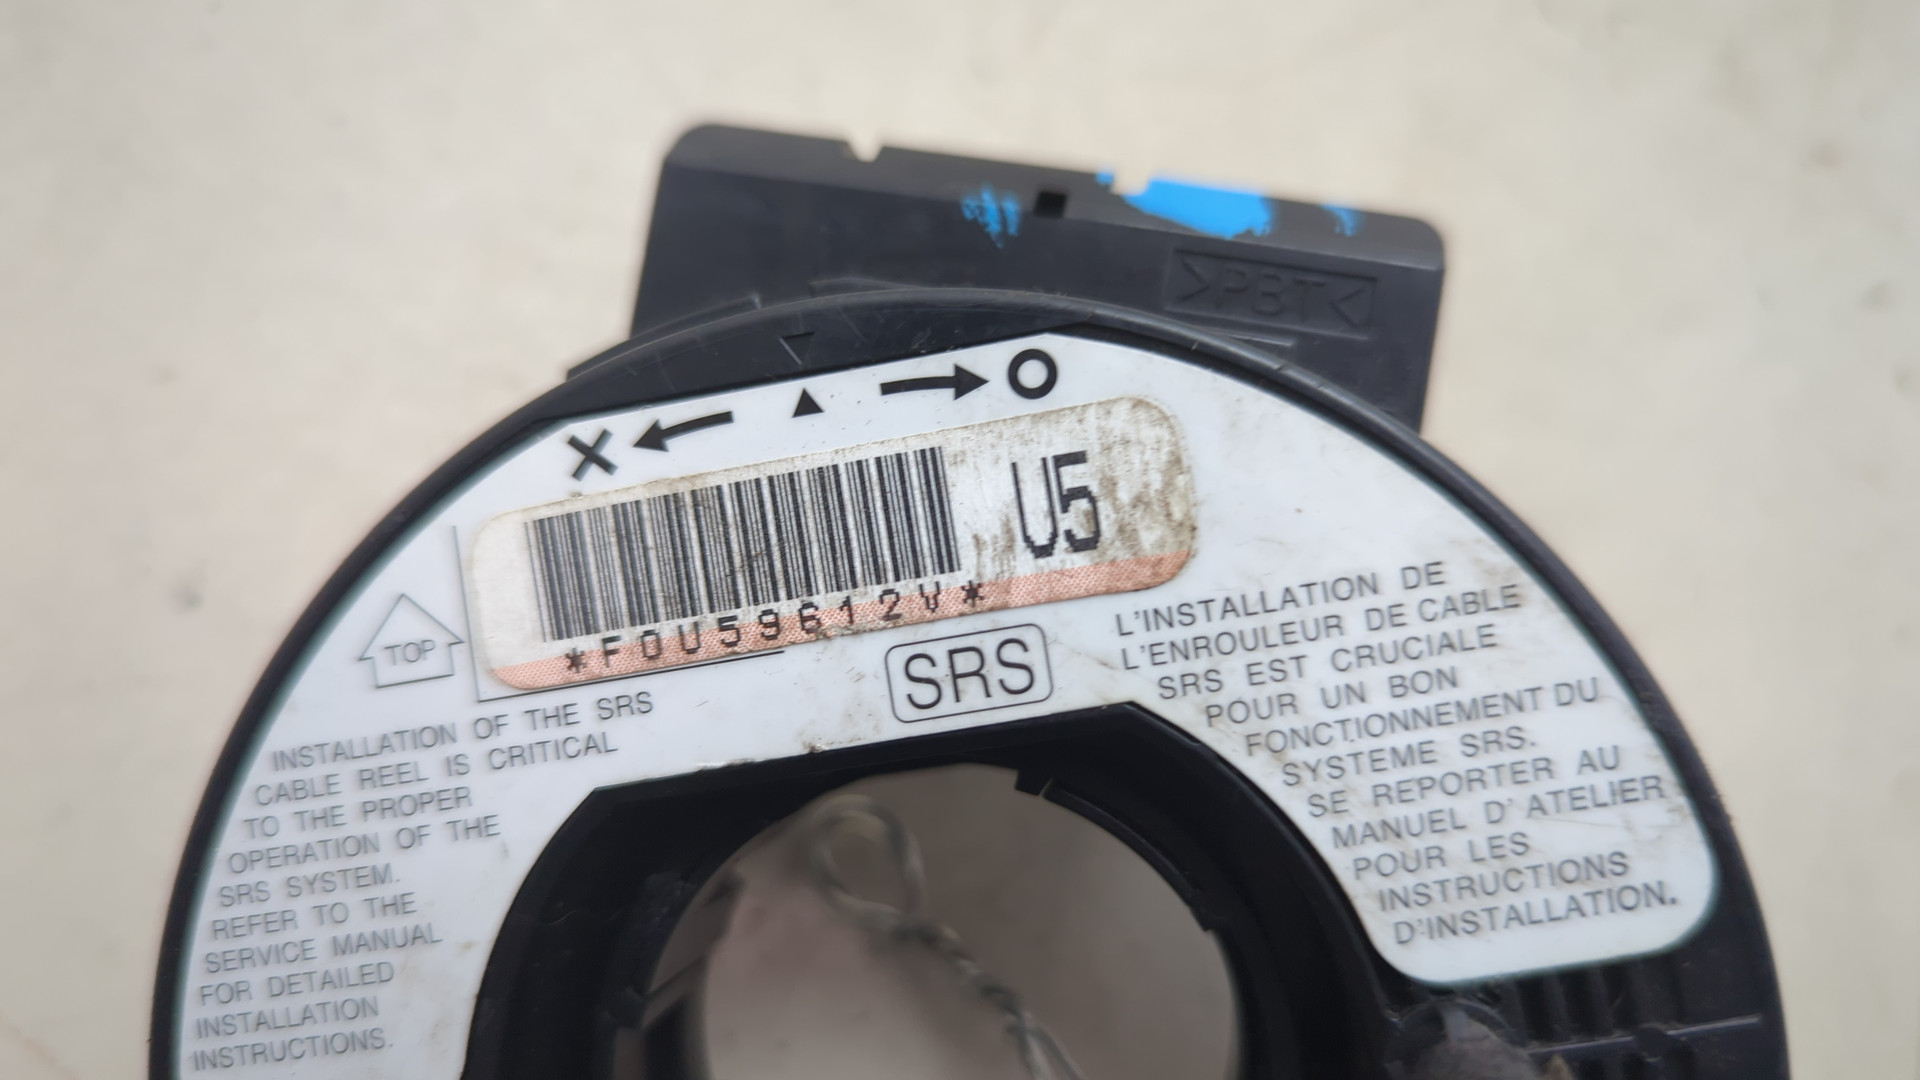 >PBT<
U5
*F0U59612V*
TOP
SRS
INSTALLATION OF THE SRS
CABLE REEL IS CRITICAL
TO THE PROPER
OPERATION OF THE
SRS SYSTEM.
REFER TO THE
SERVICE MANUAL
FOR DETAILED
INSTALLATION
INSTRUCTIONS.
L'INSTALLATION DE
L'ENROULEUR DE CABLE
SRS EST CRUCIALE
POUR UN BON
FONCTIONNEMENT DU
SYSTEME SRS.
SE REPORTER AU
MANUEL D' ATELIER
POUR LES
INSTRUCTIONS
D'INSTALLATION.